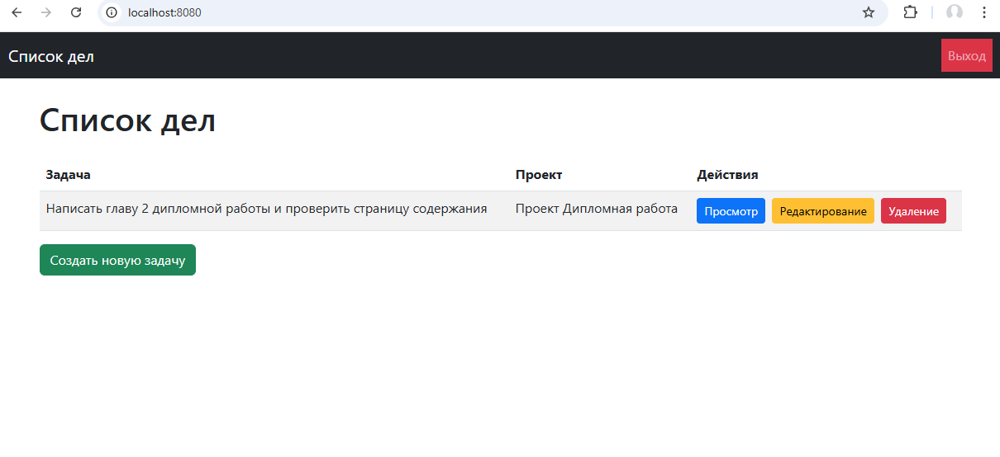 localhost:8080
Список дел Выход
Список дел
Задача Проект Действия
Написать главу 2 дипломной работы и проверить страницу содержания Проект Дипломная работа Просмотр Редактирование Удаление
Создать новую задачу